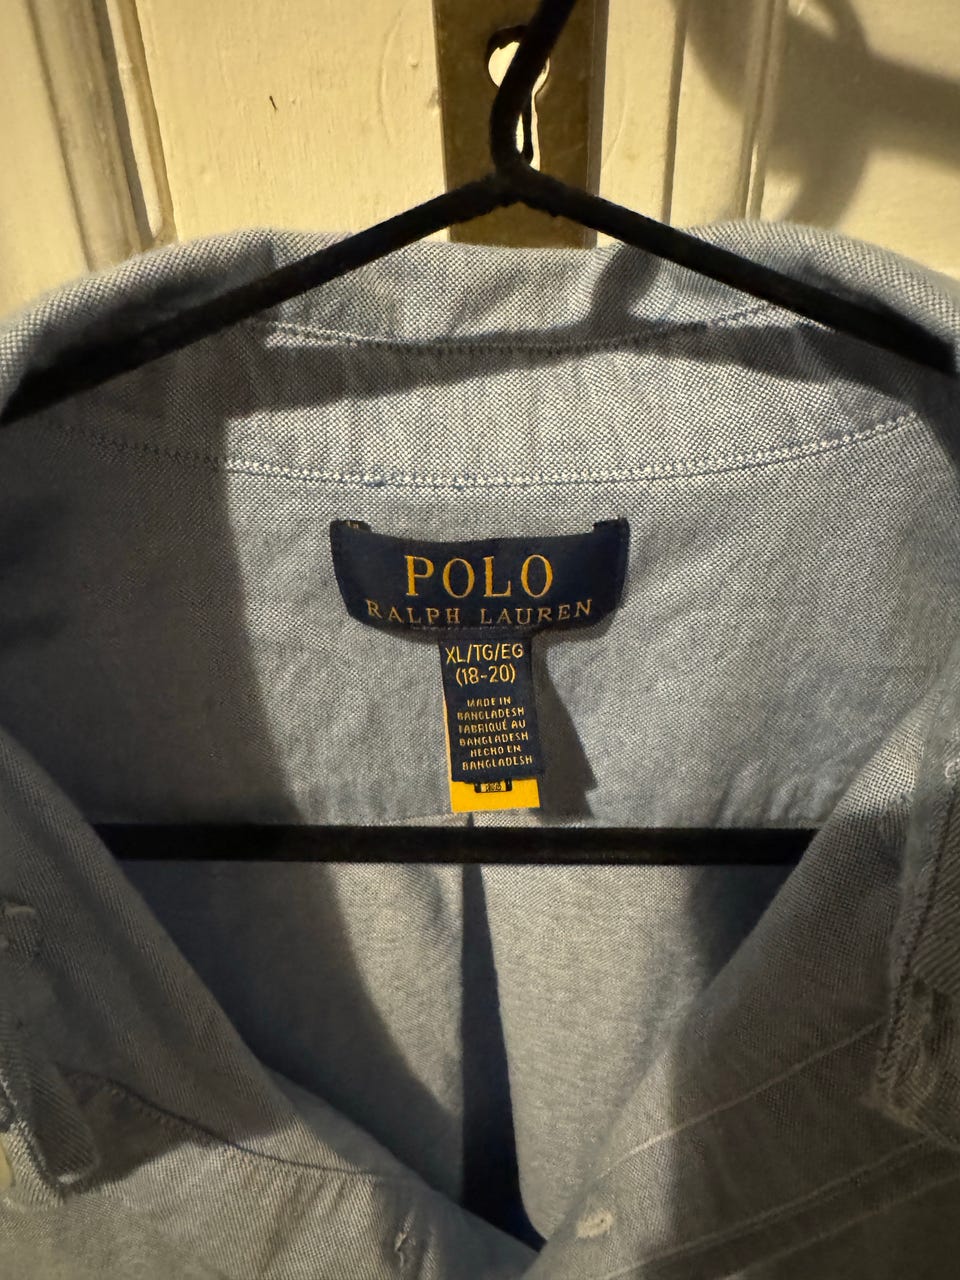 POLO
RALPH LAUREN
XL/TG/EG
(18-20)
MADE IN
BANGLADESH
FABRIQUÉ AU
BANGLADESH
HECHO EN
BANGLADESH